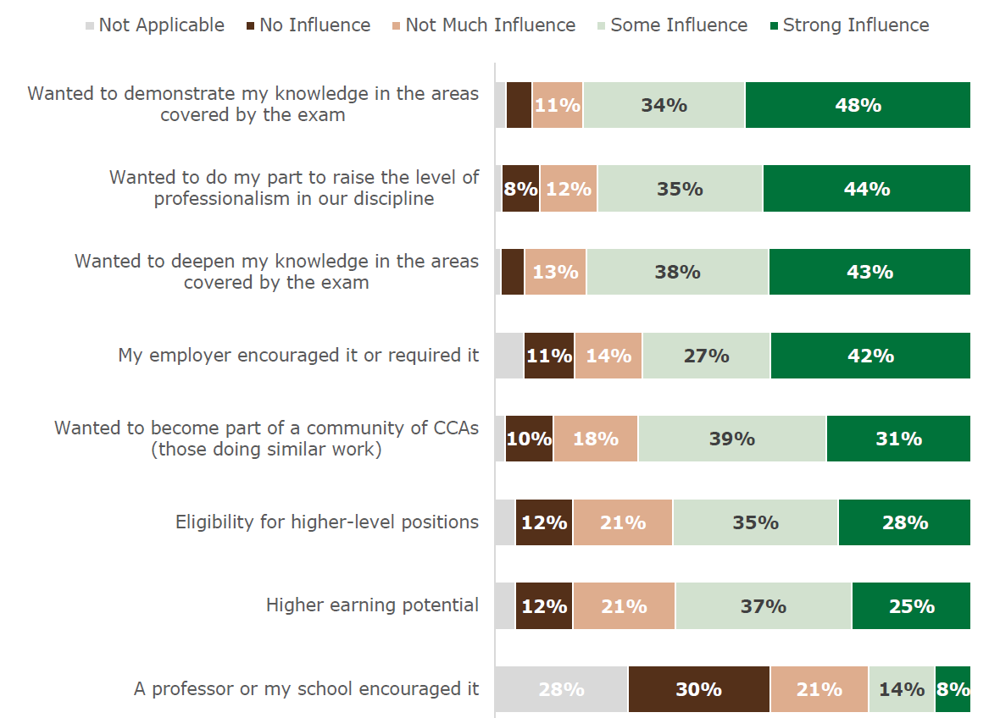 Not Applicable No Influence Not Much Influence Some Influence Strong Influence
Wanted to demonstrate my knowledge in the areas
covered by the exam
11% 34% 48%
Wanted to do my part to raise the level of
professionalism in our discipline
8% 12% 35% 44%
Wanted to deepen my knowledge in the areas
covered by the exam
13% 38% 43%
My employer encouraged it or required it
11% 14% 27% 42%
Wanted to become part of a community of CCAs
(those doing similar work)
10% 18% 39% 31%
Eligibility for higher-level positions
12% 21% 35% 28%
Higher earning potential
12% 21% 37% 25%
A professor or my school encouraged it
28% 30% 21% 14% 8%